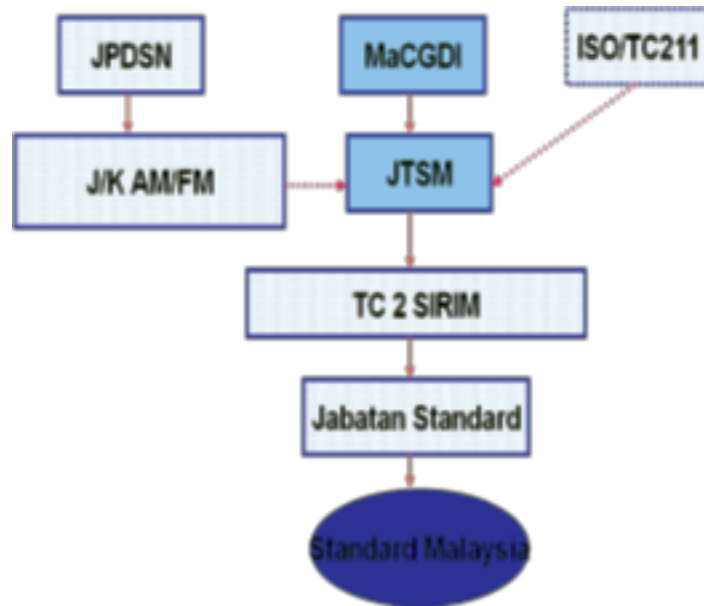 JPDSN
MaCGDI
ISO/TC211
J/K AM/FM
JTSM
TC 2 SIRIM
Jabatan Standard
Standard Malaysia